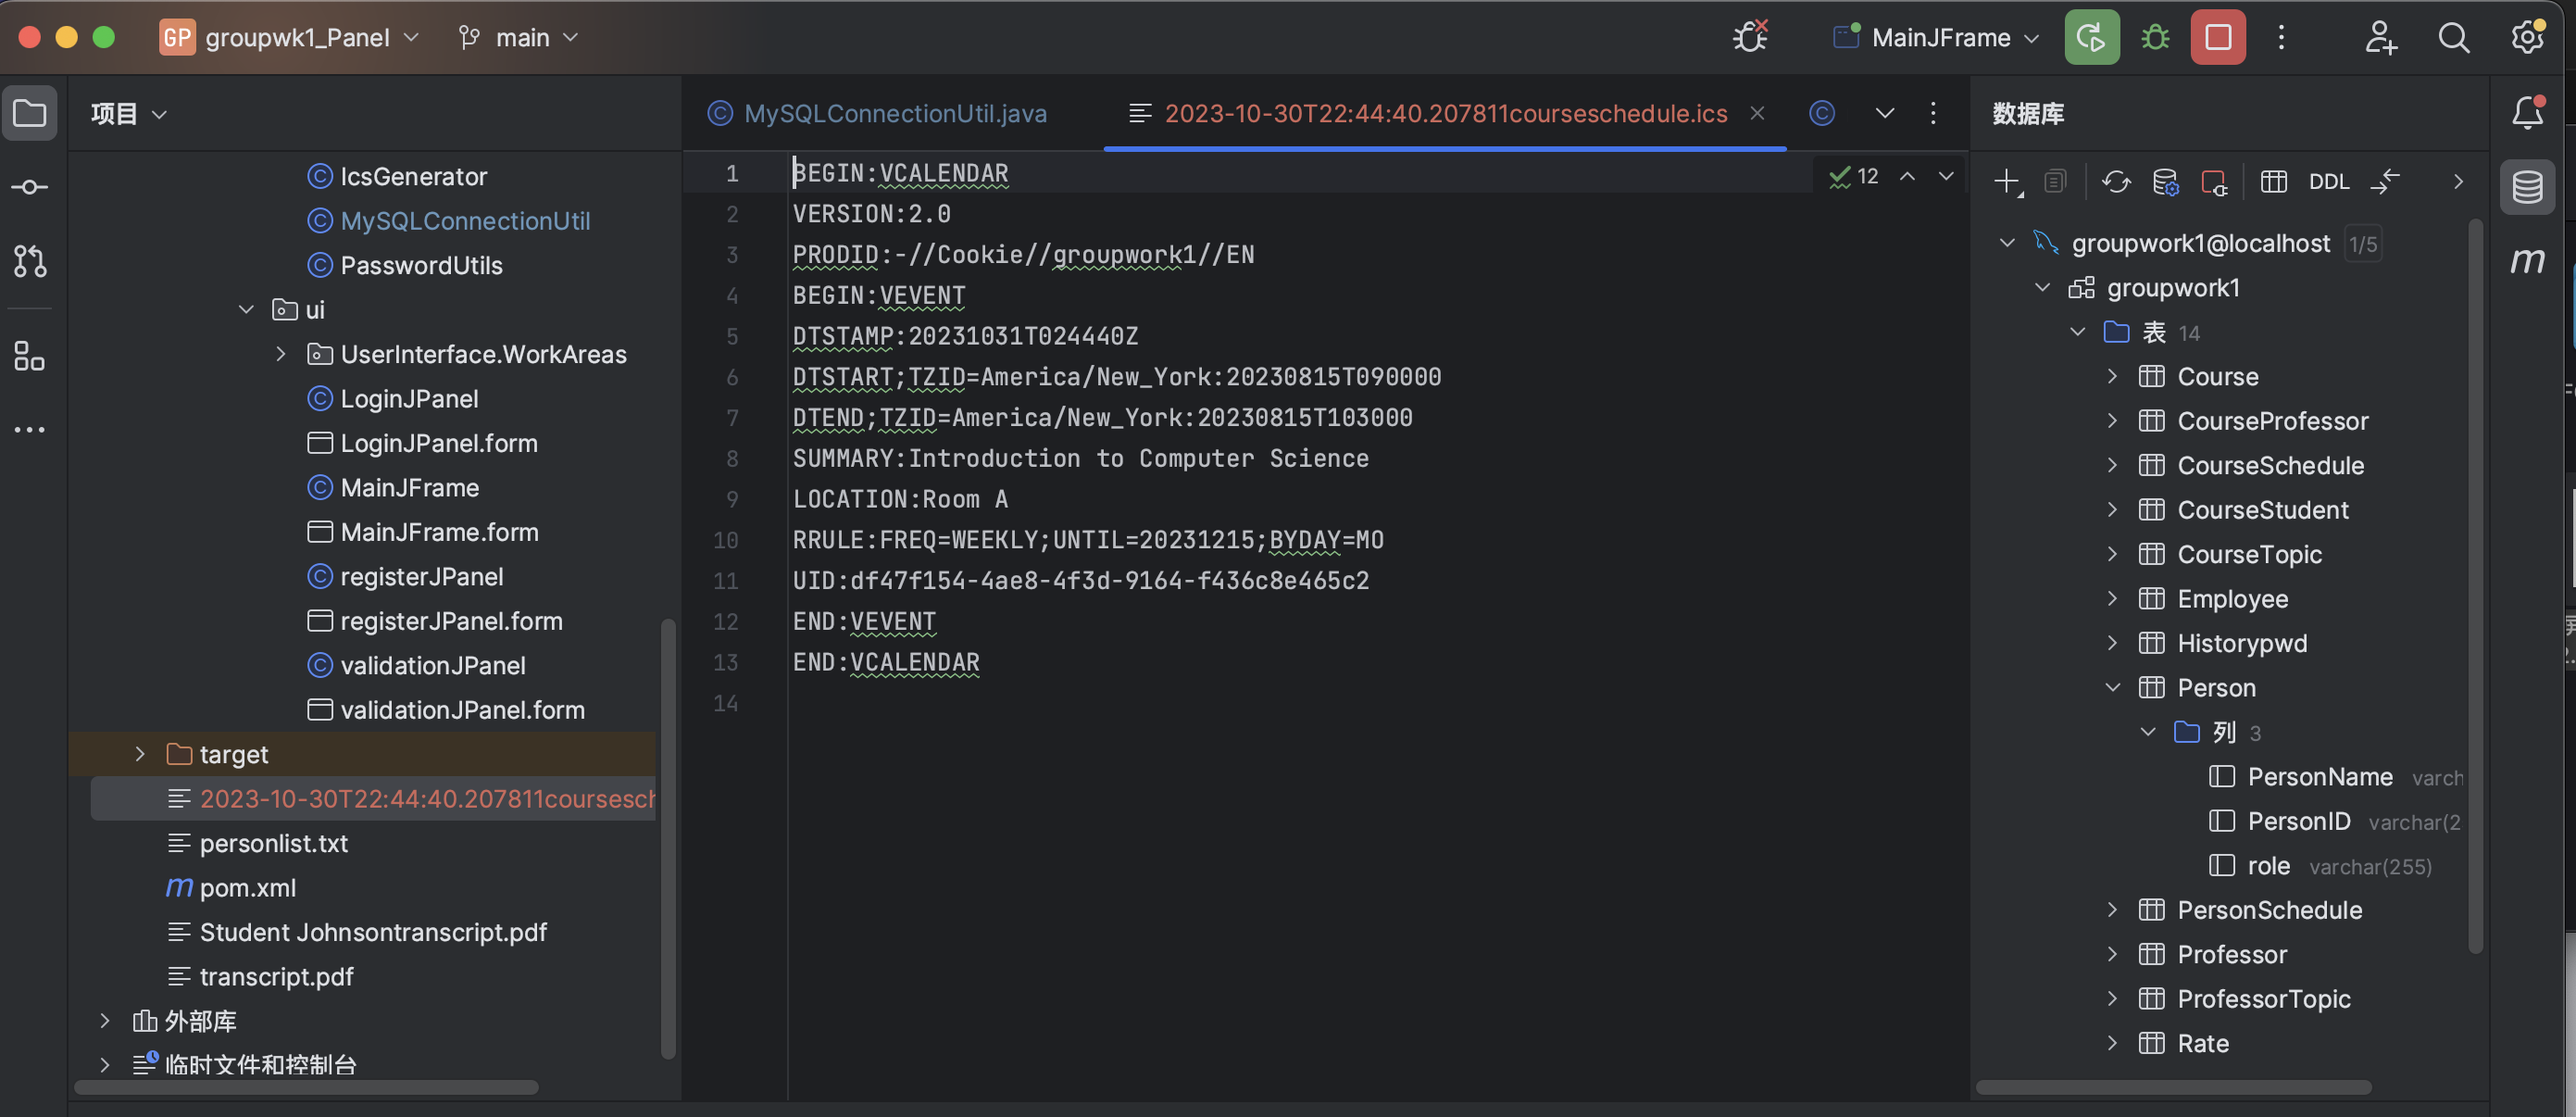 GP groupwk1_Panel main MainJFrame
项目
IcsGenerator
MySQLConnectionUtil
PasswordUtils
ui
UserInterface.WorkAreas
LoginJPanel
LoginJPanel.form
MainJFrame
MainJFrame.form
registerJPanel
registerJPanel.form
validationJPanel
validationJPanel.form
target
2023-10-30T22:44:40.207811coursesch
personlist.txt
m pom.xml
Student Johnsontranscript.pdf
transcript.pdf
外部库
临时文件和控制台
MySQLConnectionUtil.java 2023-10-30T22:44:40.207811courseschedule.ics
12
1 BEGIN:VCALENDAR
2 VERSION:2.0
3 PRODID:-//Cookie//groupwork1//EN
4 BEGIN:VEVENT
5 DTSTAMP:20231031T024440Z
6 DTSTART;TZID=America/New_York:20230815T090000
7 DTEND;TZID=America/New_York:20230815T103000
8 SUMMARY:Introduction to Computer Science
9 LOCATION:Room A
10 RRULE:FREQ=WEEKLY;UNTIL=20231215;BYDAY=MO
11 UID:df47f154-4ae8-4f3d-9164-f436c8e465c2
12 END:VEVENT
13 END:VCALENDAR
14
数据库
DDL
groupwork1@localhost 1/5
groupwork1
表 14
Course
CourseProfessor
CourseSchedule
CourseStudent
CourseTopic
Employee
Historypwd
Person
列 3
PersonName varch
PersonID varchar(2
role varchar(255)
PersonSchedule
Professor
ProfessorTopic
Rate
m